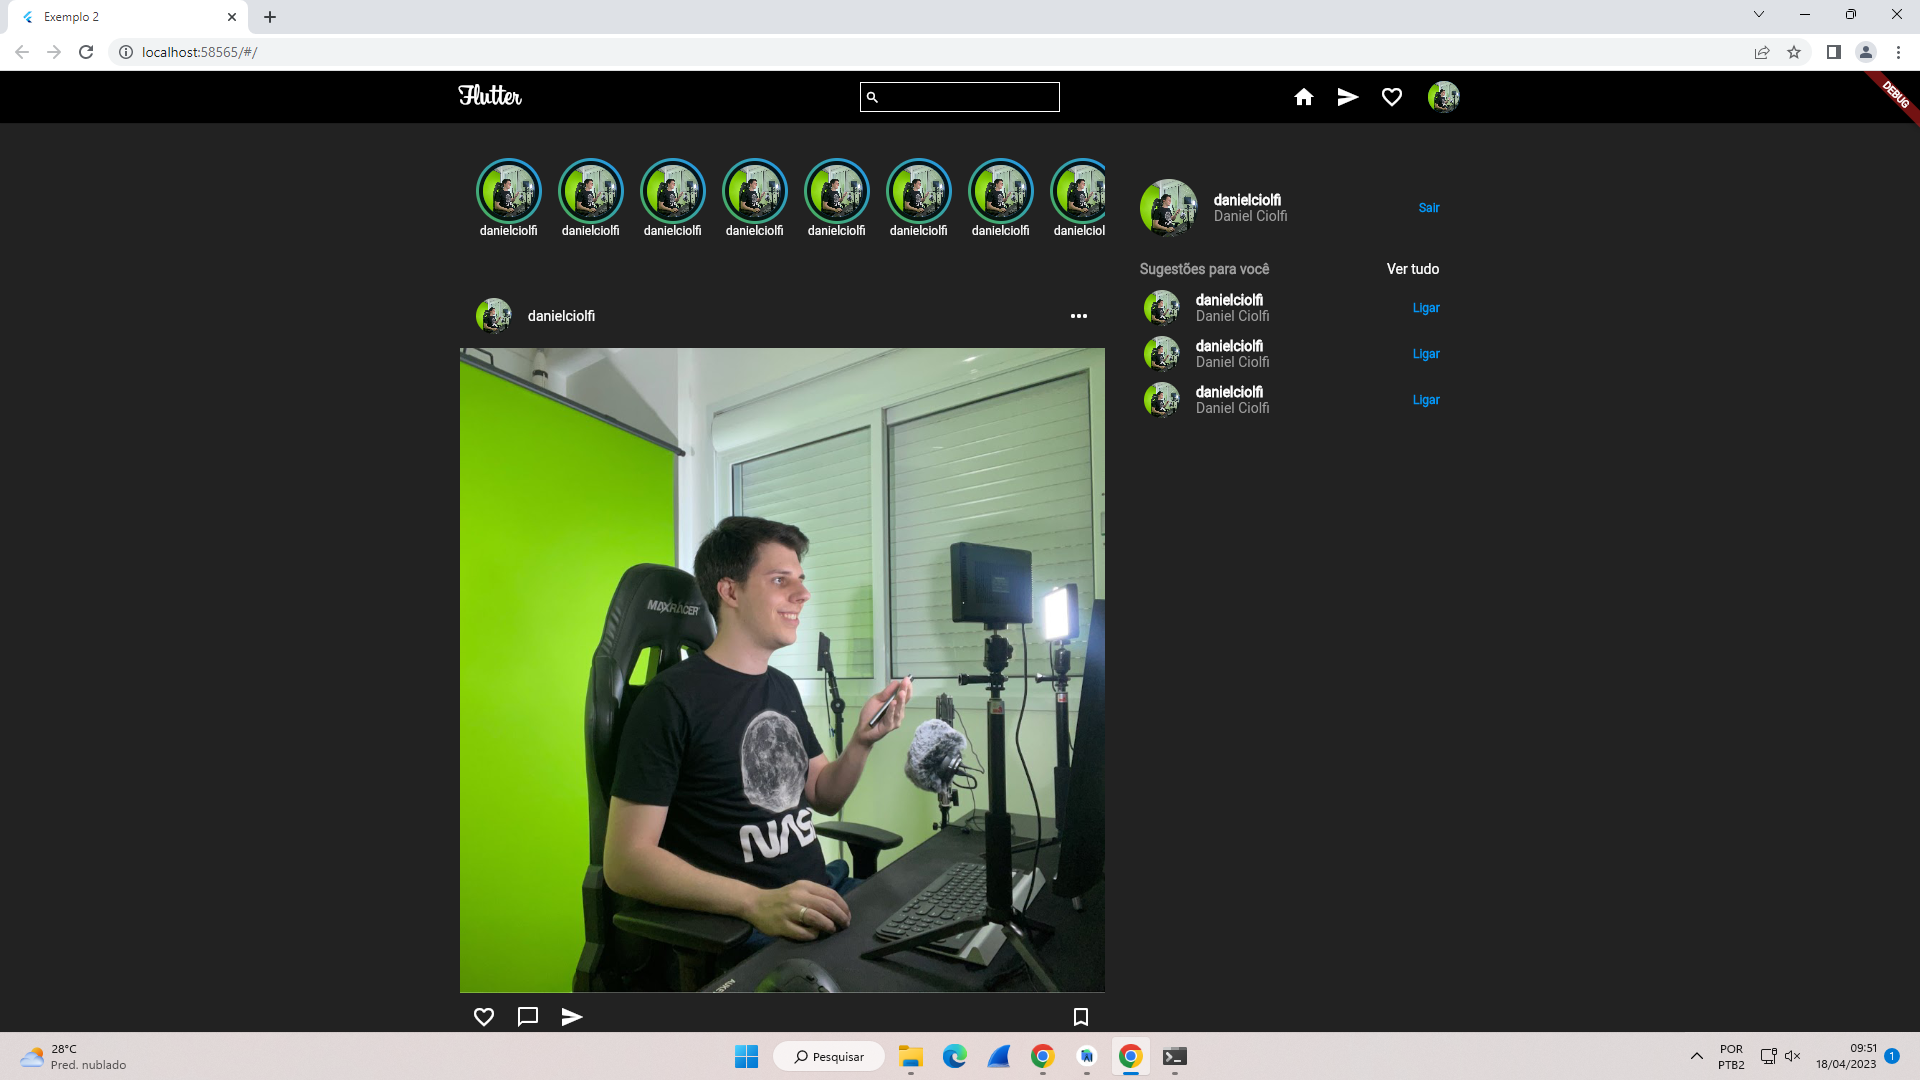 Exemplo 2
localhost:58565/#/
Flutter
DEBUG
danielciolfi danielciolfi danielciolfi danielciolfi danielciolfi danielciolfi danielciolfi danielciol
danielciolfi
Daniel Ciolfi
Sair
Sugestões para você
Ver tudo
danielciolfi
Daniel Ciolfi
Ligar
danielciolfi
Daniel Ciolfi
Ligar
danielciolfi
Daniel Ciolfi
Ligar
danielciolfi
MAXRACER
NAS
28°C
Pred. nublado
Pesquisar
POR
PTB2
09:51
18/04/2023
1